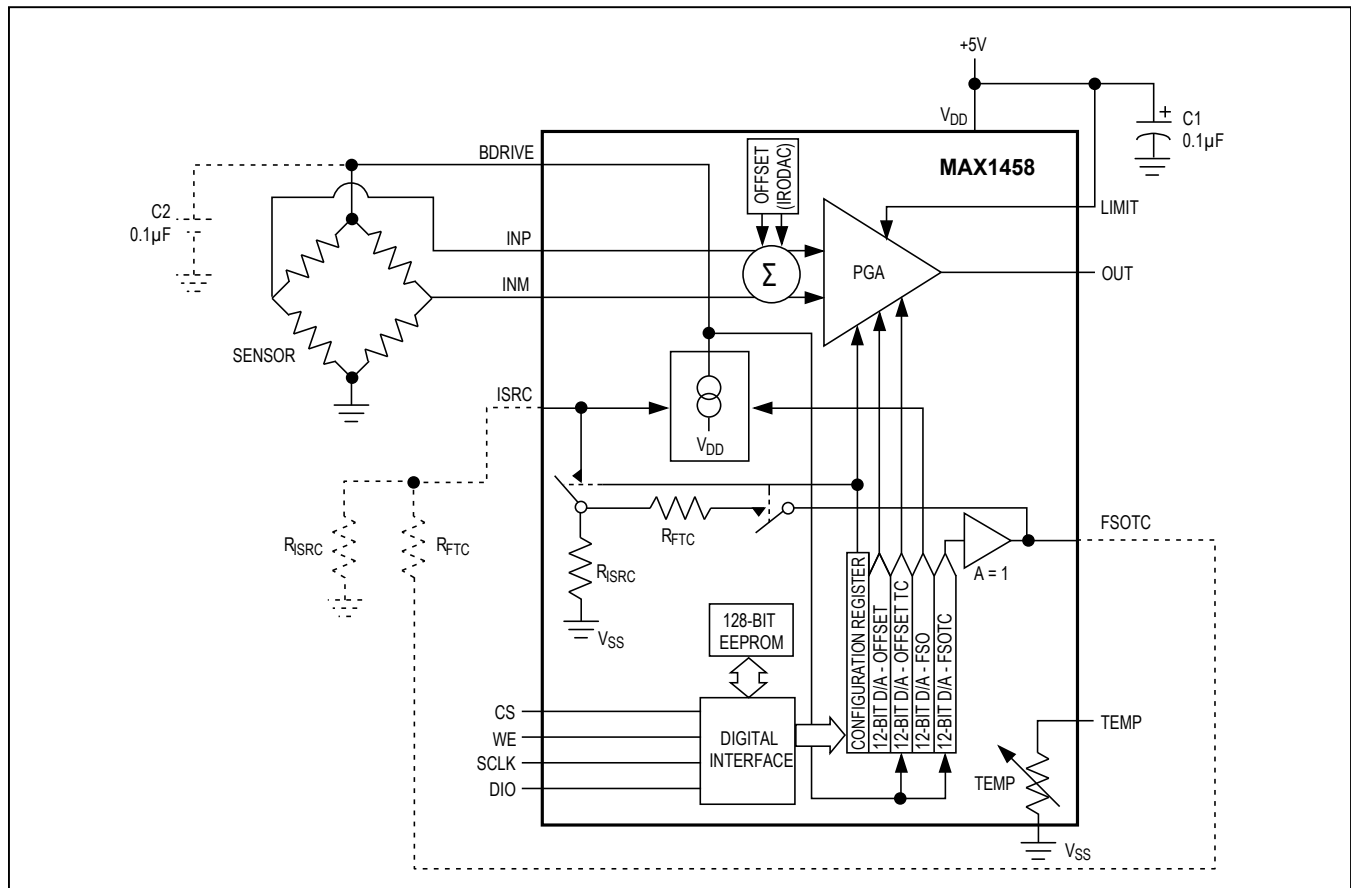 +5V
VDD
C1
0.1µF
+
MAX1458
BDRIVE
OFFSET
(IRODAC)
LIMIT
C2
0.1µF
INP
Σ
PGA
OUT
INM
SENSOR
ISRC
VDD
FSOTC
RFTC
A = 1
RISRC
RFTC
RISRC
VSS
CONFIGURATION REGISTER
12-BIT D/A - OFFSET
12-BIT D/A - OFFSET TC
12-BIT D/A - FSO
12-BIT D/A - FSOTC
128-BIT
EEPROM
CS
WE
SCLK
DIO
DIGITAL
INTERFACE
TEMP
TEMP
VSS